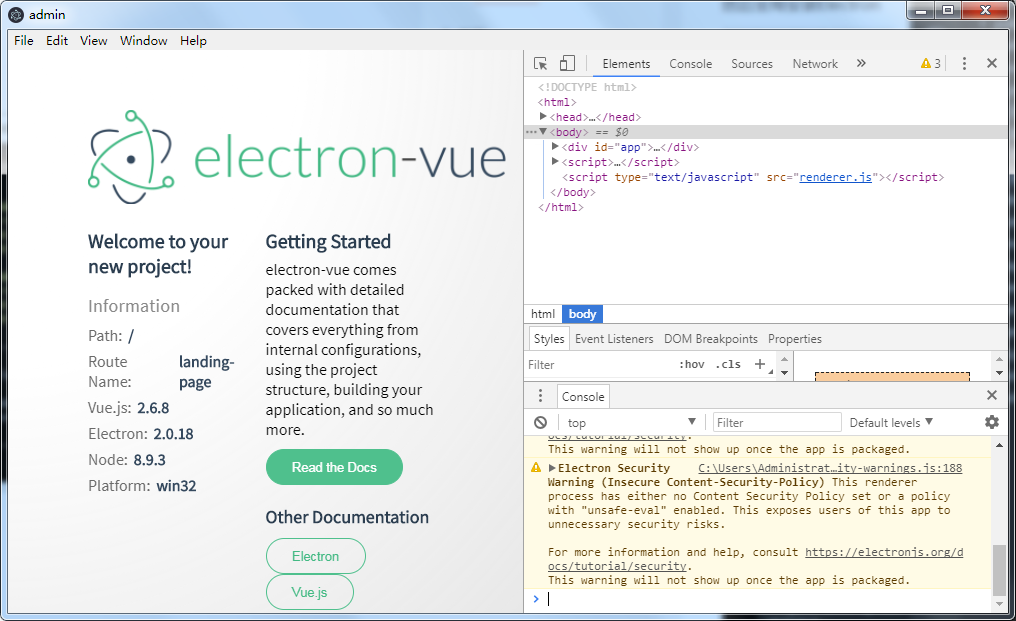 admin
File Edit View Window Help
electron-vue
Welcome to your
new project!
Information
Path: /
Route
Name:
landing-
page
Vue.js: 2.6.8
Electron: 2.0.18
Node: 8.9.3
Platform: win32
Getting Started
electron-vue comes
packed with detailed
documentation that
covers everything from
internal configurations,
using the project
structure, building your
application, and so much
more.
Read the Docs
Other Documentation
Electron
Vue.js
Elements Console Sources Network » 3
<!DOCTYPE html>
<html>
<head>…</head>
<body> == $0
<div id="app">…</div>
<script>…</script>
<script type="text/javascript" src="renderer.js"></script>
</body>
</html>
html body
Styles Event Listeners DOM Breakpoints Properties
Filter :hov .cls +
Console
top Filter Default levels
ocs/tutorial/security.
This warning will not show up once the app is packaged.
Electron Security C:\Users\Administrat…ity-warnings.js:188
Warning (Insecure Content-Security-Policy) This renderer
process has either no Content Security Policy set or a policy
with "unsafe-eval" enabled. This exposes users of this app to
unnecessary security risks.
For more information and help, consult https://electronjs.org/d
ocs/tutorial/security.
This warning will not show up once the app is packaged.